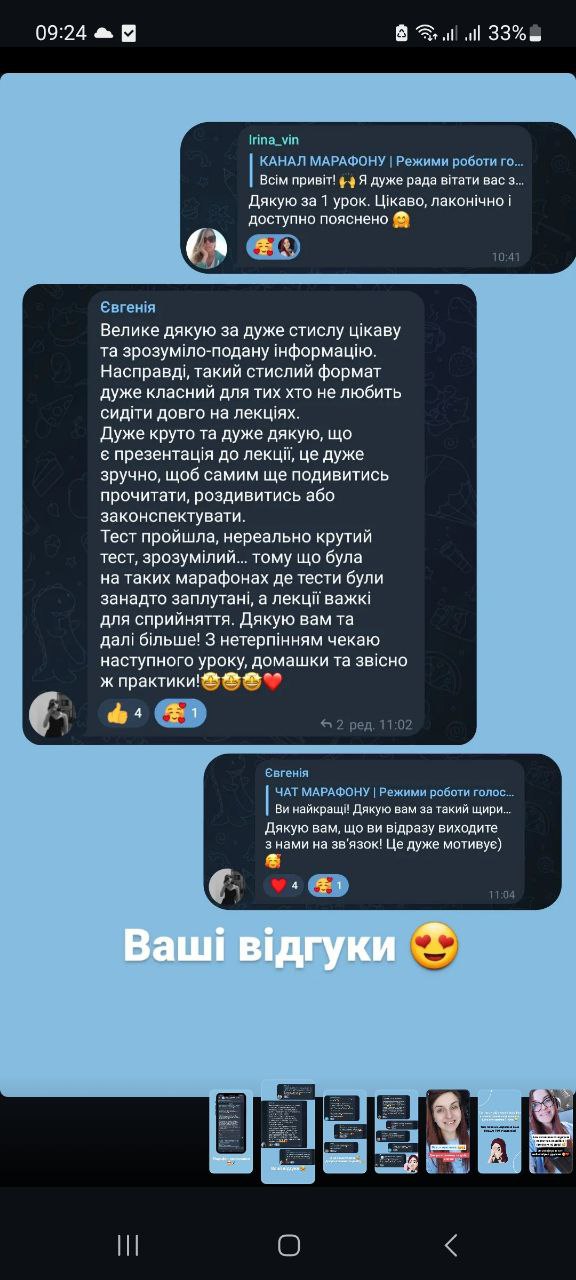 09:24
33%
Irina_vin
КАНАЛ МАРАФОНУ | Режими роботи го...
Всім привіт! 🙌 Я дуже рада вітати вас з...
Дякую за 1 урок. Цікаво, лаконічно і
доступно пояснено 🤗
10:41
Євгенія
Велике дякую за дуже стислу цікаву
та зрозуміло-подану інформацію.
Насправді, такий стислий формат
дуже класний для тих хто не любить
сидіти довго на лекціях.
Дуже круто та дуже дякую, що
є презентація до лекції, це дуже
зручно, щоб самим ще подивитись
прочитати, роздивитись або
законспектувати.
Тест пройшла, нереально крутий
тест, зрозумілий... тому що була
на таких марафонах де тести були
занадто заплутані, а лекції важкі
для сприйняття. Дякую вам та
далі більше! З нетерпінням чекаю
наступного уроку, домашки та звісно
ж практики!🤩🤩🤩❤️
👍 4 🥰 1 2 ред. 11:02
Євгенія
ЧАТ МАРАФОНУ | Режими роботи голос...
Ви найкращі! Дякую вам за такий щири...
Дякую вам, що ви відразу виходите
з нами на зв'язок! Це дуже мотивує)
🥰
❤️ 4 🥰 1 11:04
Ваші відгуки 😍